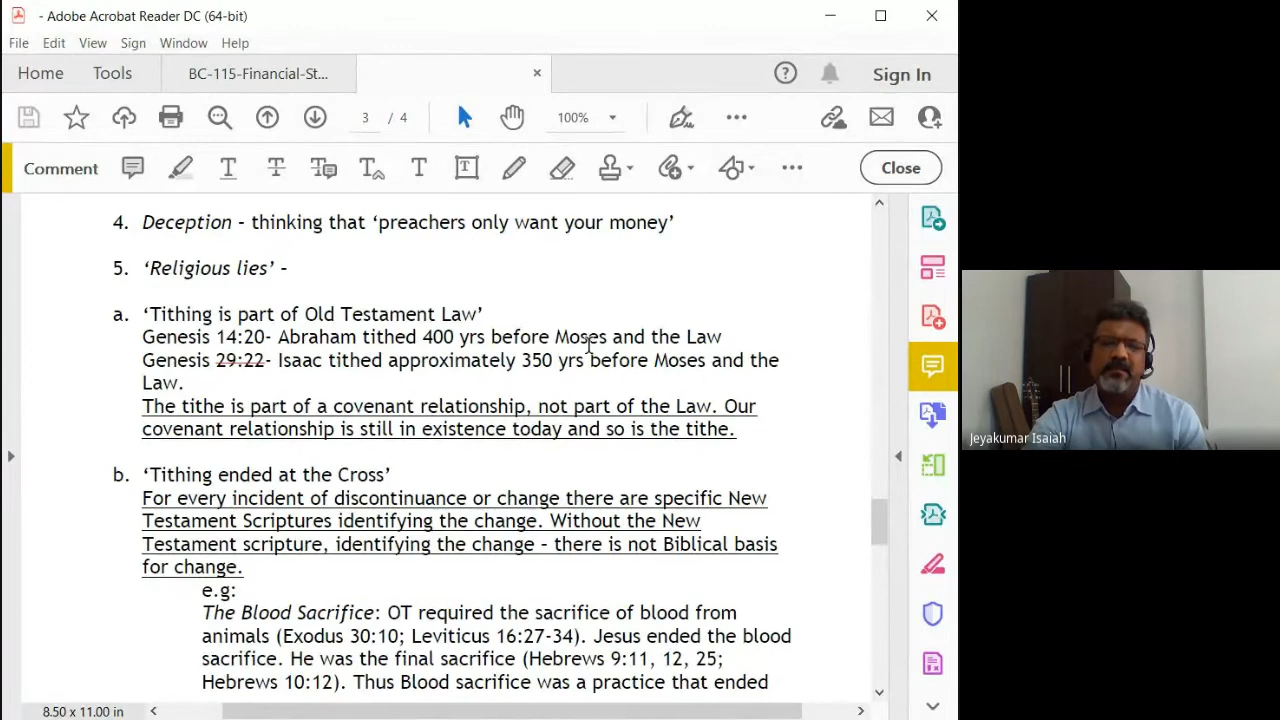 - Adobe Acrobat Reader DC (64-bit)
File Edit View Sign Window Help
Home Tools BC-115-Financial-St... Sign In
3 / 4 100%
Comment Close
4. Deception - thinking that ‘preachers only want your money’
5. ‘Religious lies’ -
a. ‘Tithing is part of Old Testament Law’
Genesis 14:20- Abraham tithed 400 yrs before Moses and the Law
Genesis 29:22- Isaac tithed approximately 350 yrs before Moses and the
Law.
The tithe is part of a covenant relationship, not part of the Law. Our
covenant relationship is still in existence today and so is the tithe.
b. ‘Tithing ended at the Cross’
For every incident of discontinuance or change there are specific New
Testament Scriptures identifying the change. Without the New
Testament scripture, identifying the change – there is not Biblical basis
for change.
e.g:
The Blood Sacrifice: OT required the sacrifice of blood from
animals (Exodus 30:10; Leviticus 16:27-34). Jesus ended the blood
sacrifice. He was the final sacrifice (Hebrews 9:11, 12, 25;
Hebrews 10:12). Thus Blood sacrifice was a practice that ended
8.50 x 11.00 in
Jeyakumar Isaiah